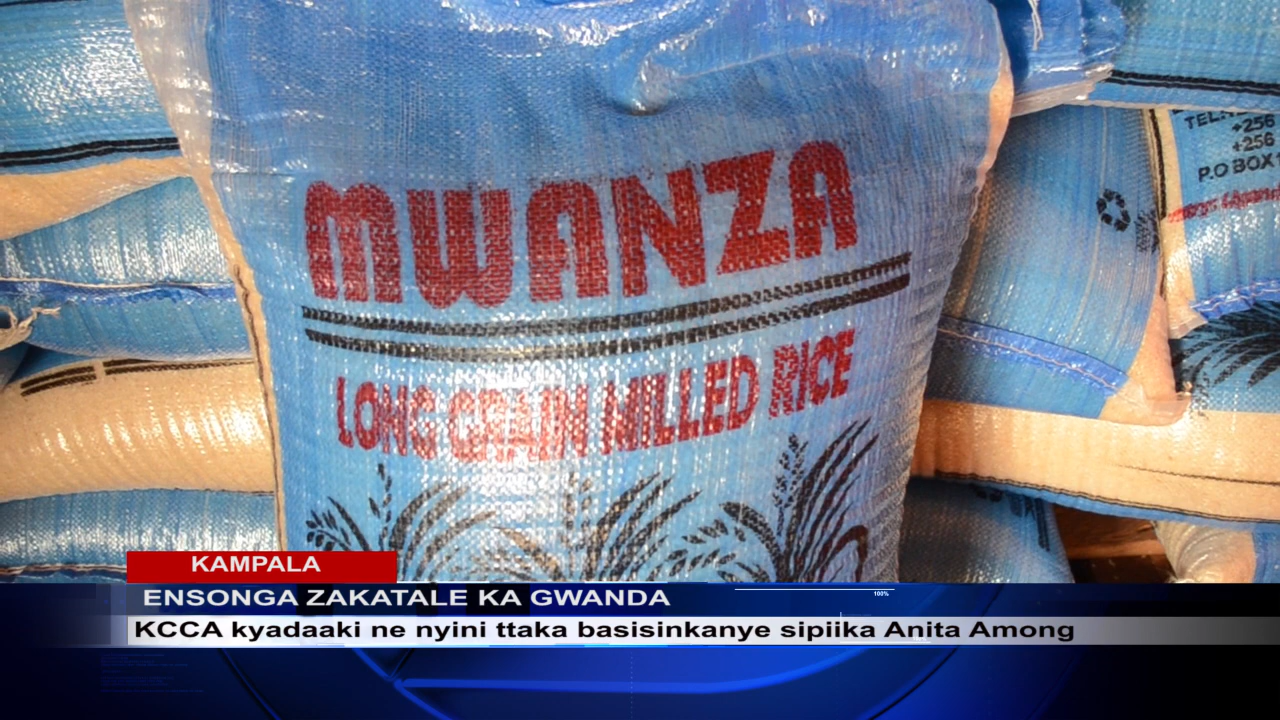 MWANZA
LONG GRAIN MILLED RICE
+256
+256
P.O BOX
KAMPALA
ENSONGA ZAKATALE KA GWANDA
100%
KCCA kyadaaki ne nyini ttaka basisinkanye sipiika Anita Among